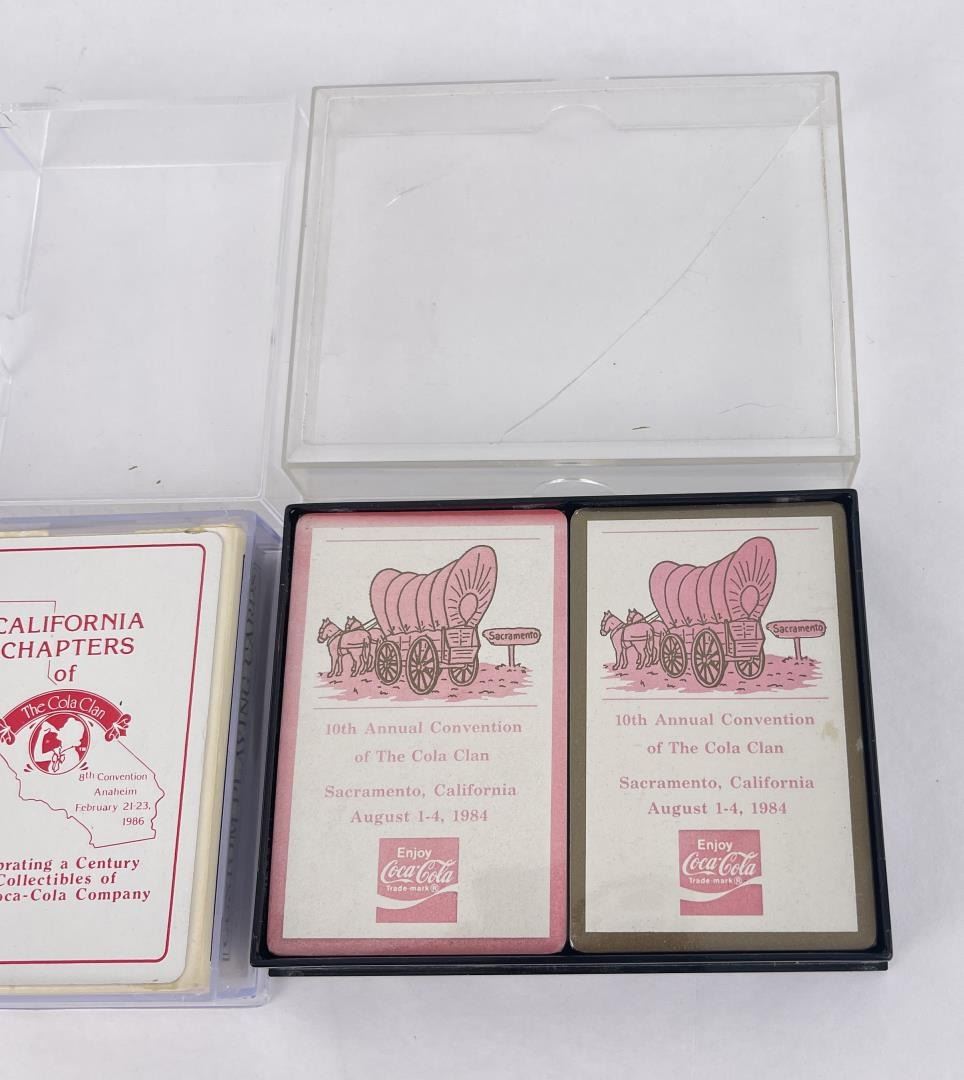 CALIFORNIA
CHAPTERS
of
The Cola Clan
8th Convention
Anaheim
February 21-23,
1986
brating a Century
Collectibles of
oca-Cola Company
Sacramento
10th Annual Convention
of The Cola Clan
Sacramento, California
August 1-4, 1984
Enjoy
Coca-Cola
Trade-mark®
Sacramento
10th Annual Convention
of The Cola Clan
Sacramento, California
August 1-4, 1984
Enjoy
Coca-Cola
Trade-mark®